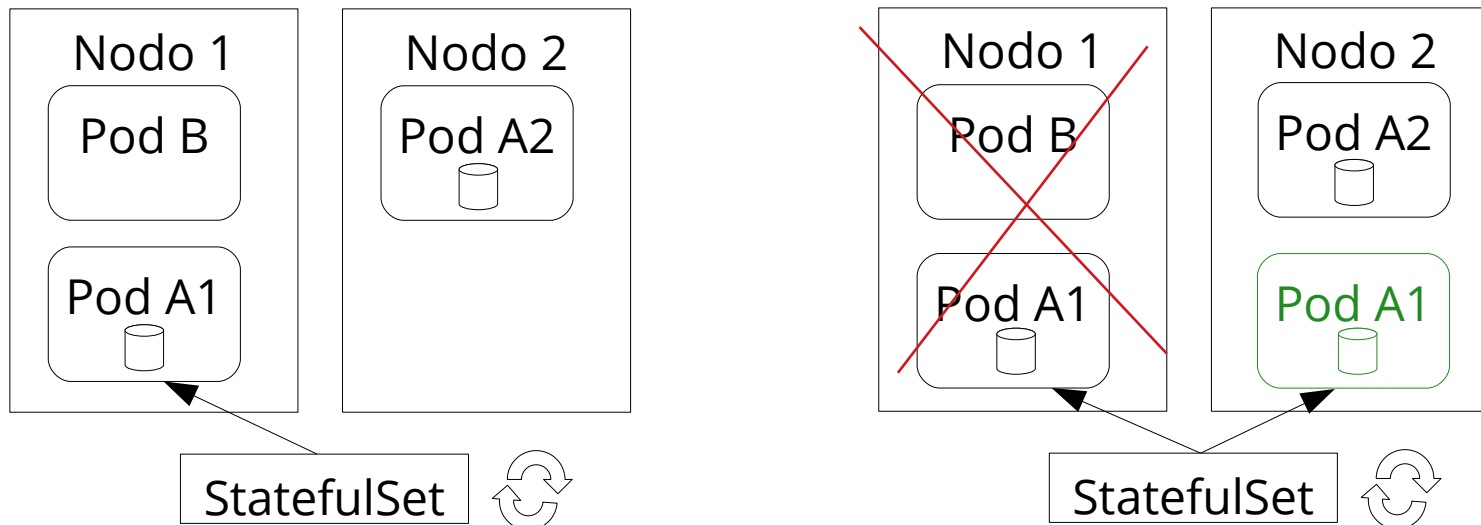 Nodo 1
Pod B
Pod A1
Nodo 2
Pod A2
StatefulSet
Nodo 1
Pod B
Pod A1
Nodo 2
Pod A2
Pod A1
StatefulSet